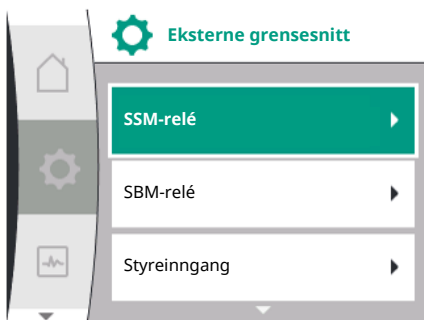 Eksterne grensesnitt
SSM-relé
SBM-relé
Styreinngang